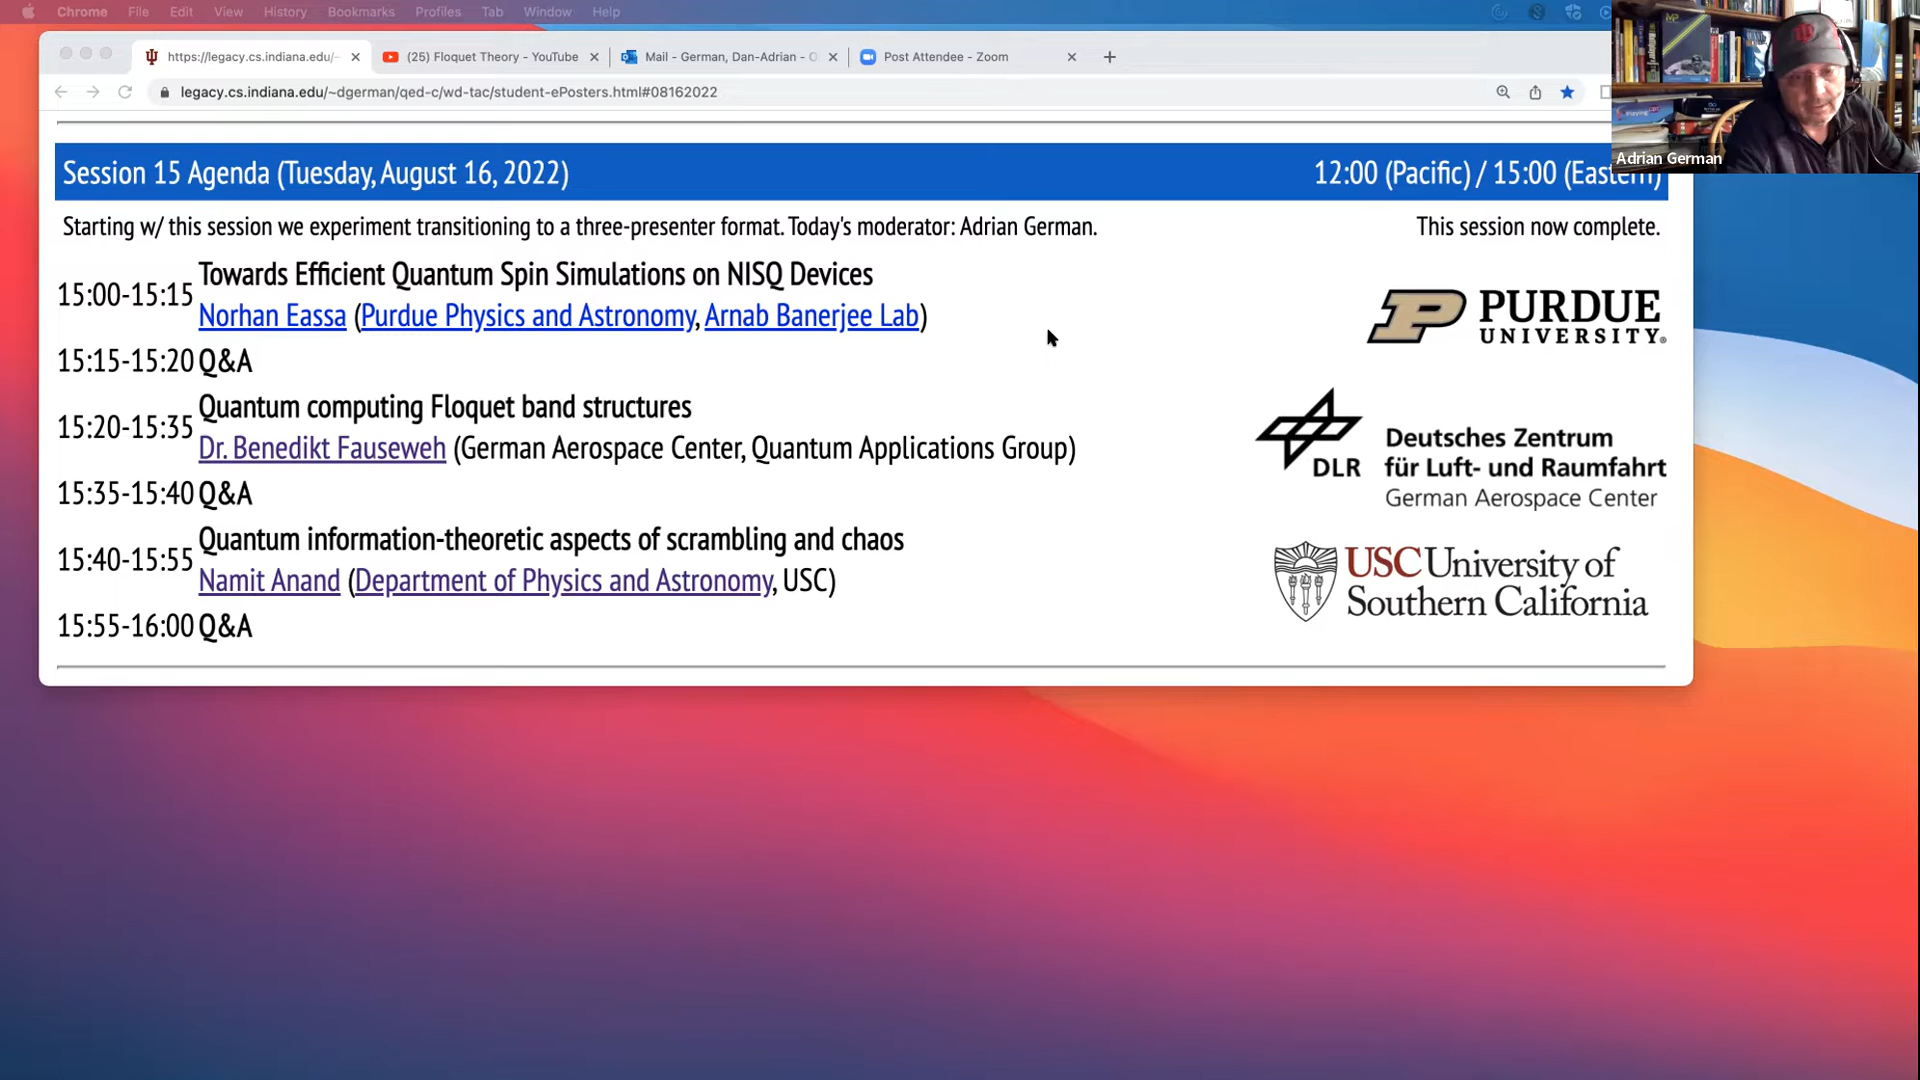 Chrome File Edit View History Bookmarks Profiles Tab Window Help
https://legacy.cs.indiana.edu/~ (25) Floquet Theory - YouTube Mail - German, Dan-Adrian - O Post Attendee - Zoom
legacy.cs.indiana.edu/~dgerman/qed-c/wd-tac/student-ePosters.html#08162022
Adrian German
Session 15 Agenda (Tuesday, August 16, 2022) 12:00 (Pacific) / 15:00 (Eastern)
Starting w/ this session we experiment transitioning to a three-presenter format. Today's moderator: Adrian German. This session now complete.
Towards Efficient Quantum Spin Simulations on NISQ Devices
15:00-15:15
Norhan Eassa (Purdue Physics and Astronomy, Arnab Banerjee Lab)
PURDUE
UNIVERSITY®
15:15-15:20 Q&A
Quantum computing Floquet band structures
15:20-15:35
Dr. Benedikt Fauseweh (German Aerospace Center, Quantum Applications Group)
DLR
Deutsches Zentrum
für Luft- und Raumfahrt
German Aerospace Center
15:35-15:40 Q&A
Quantum information-theoretic aspects of scrambling and chaos
15:40-15:55
Namit Anand (Department of Physics and Astronomy, USC)
USC University of
Southern California
15:55-16:00 Q&A